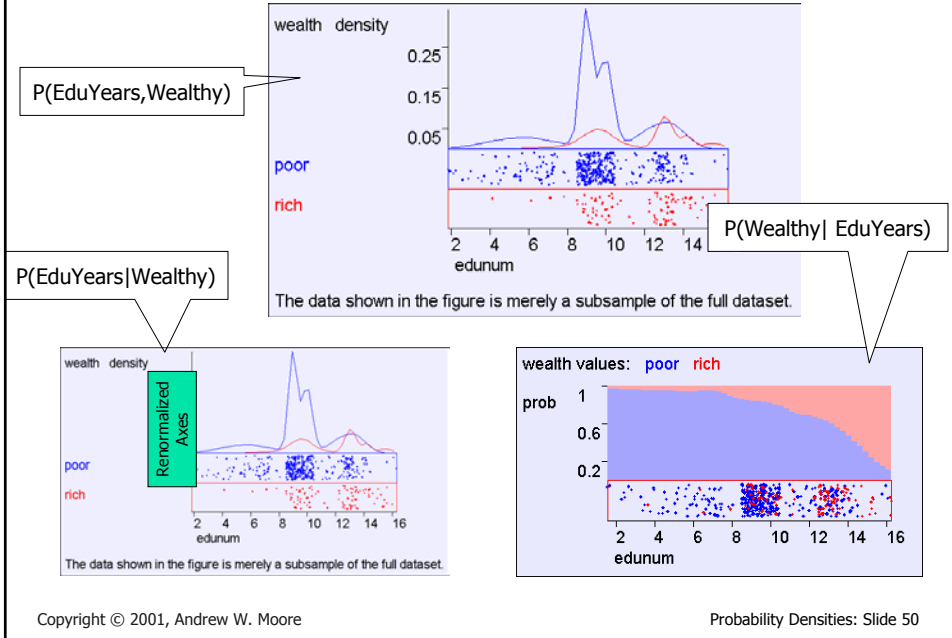 wealth density
0.25
P(EduYears,Wealthy)
0.15
0.05
poor
rich
2 4 6 8 10 12 14
edunum
P(Wealthy| EduYears)
The data shown in the figure is merely a subsample of the full dataset.
P(EduYears|Wealthy)
wealth density
Renormalized
Axes
poor
rich
2 4 6 8 10 12 14 16
edunum
The data shown in the figure is merely a subsample of the full dataset.
wealth values: poor rich
prob 1
0.6
0.2
2 4 6 8 10 12 14 16
edunum
Copyright © 2001, Andrew W. Moore
Probability Densities: Slide 50